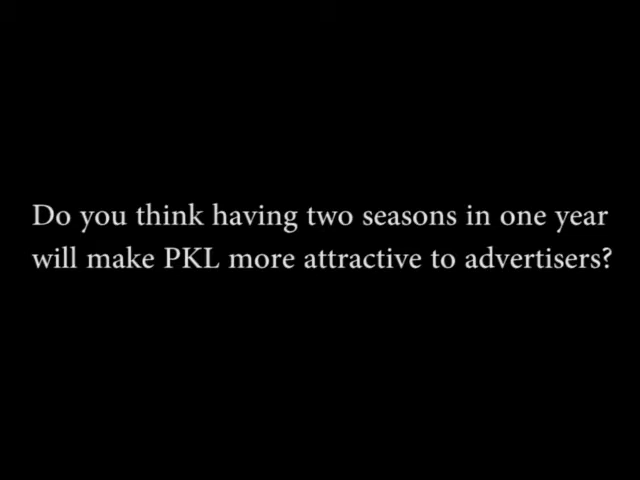 Do you think having two seasons in one year
will make PKL more attractive to advertisers?